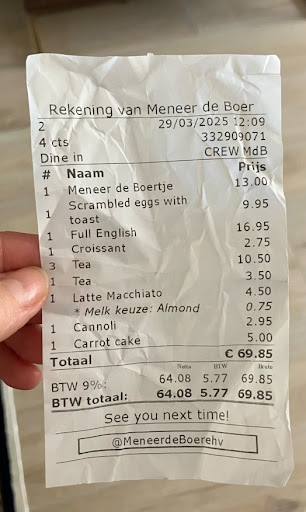 Rekening van Meneer de Boer
2 29/03/2025 12:09
4 cts 332909071
Dine in CREW MdB
# Naam Prijs
1 Meneer de Boertje 13.00
1 Scrambled eggs with toast 9.95
1 Full English 16.95
1 Croissant 2.75
3 Tea 10.50
1 Tea 3.50
1 Latte Macchiato 4.50
* Melk keuze: Almond 0.75
1 Cannoli 2.95
1 Carrot cake 5.00
Totaal € 69.85
Netto BTW Bruto
BTW 9%: 64.08 5.77 69.85
BTW totaal: 64.08 5.77 69.85
See you next time!
@MeneerdeBoerehv